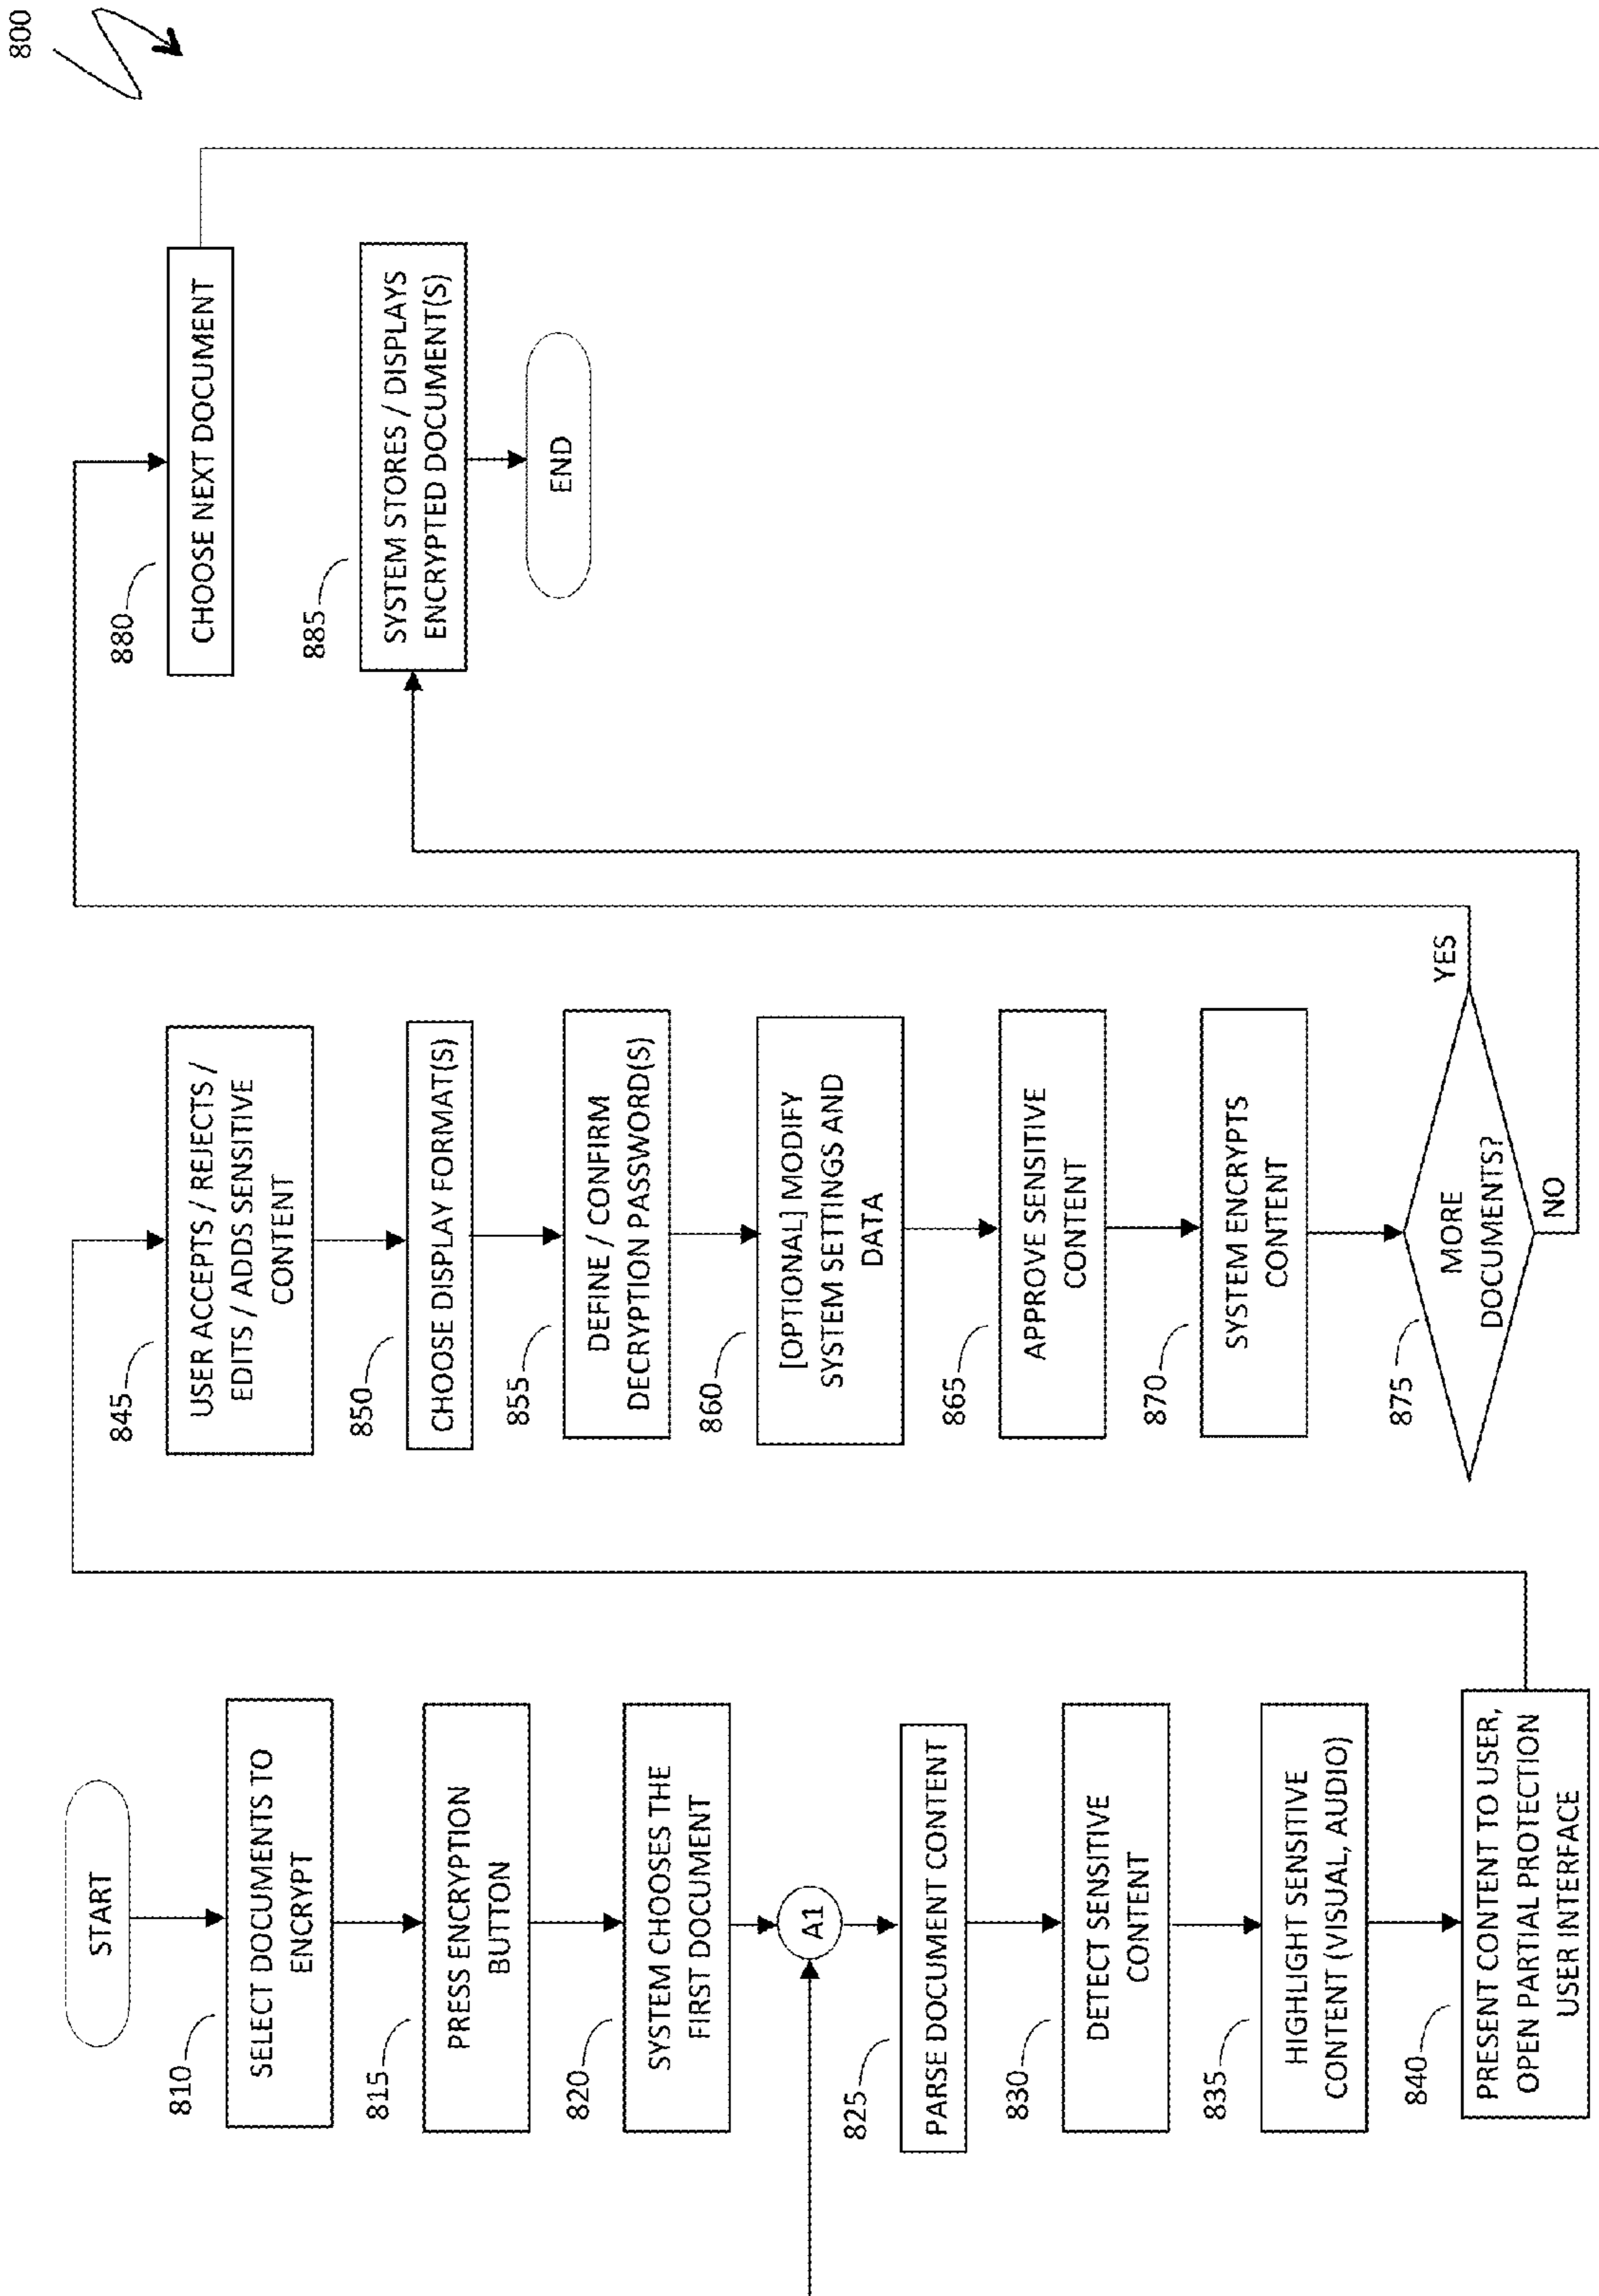 800
START
810
SELECT DOCUMENTS TO
ENCRYPT
815
PRESS ENCRYPTION
BUTTON
820
SYSTEM CHOOSES THE
FIRST DOCUMENT
A1
825
PARSE DOCUMENT CONTENT
830
DETECT SENSITIVE
CONTENT
835
HIGHLIGHT SENSITIVE
CONTENT (VISUAL, AUDIO)
840
PRESENT CONTENT TO USER,
OPEN PARTIAL PROTECTION
USER INTERFACE
845
USER ACCEPTS / REJECTS /
EDITS / ADDS SENSITIVE
CONTENT
850
CHOOSE DISPLAY FORMAT(S)
855
DEFINE / CONFIRM
DECRYPTION PASSWORD(S)
860
[OPTIONAL] MODIFY
SYSTEM SETTINGS AND
DATA
865
APPROVE SENSITIVE
CONTENT
870
SYSTEM ENCRYPTS
CONTENT
875
MORE
DOCUMENTS?
YES
NO
880
CHOOSE NEXT DOCUMENT
885
SYSTEM STORES / DISPLAYS
ENCRYPTED DOCUMENT(S)
END